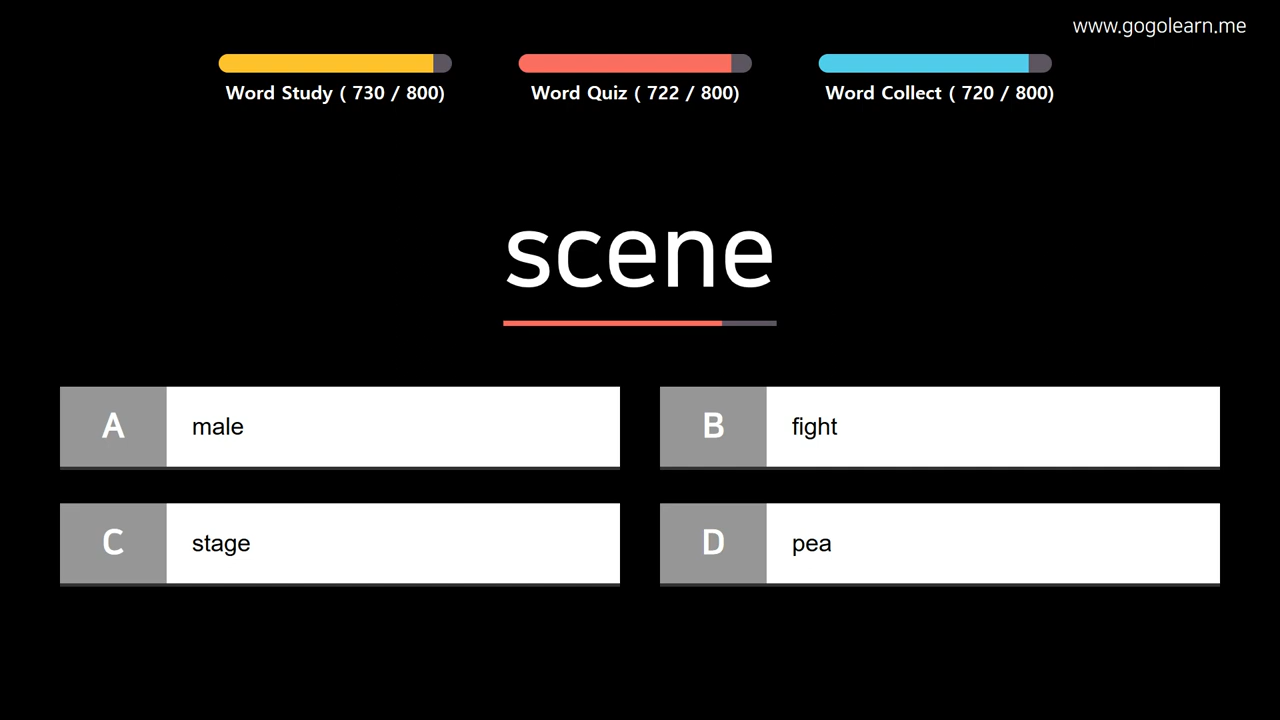 www.gogolearn.me
Word Study ( 730 / 800)
Word Quiz ( 722 / 800)
Word Collect ( 720 / 800)
scene
A male
B fight
C stage
D pea